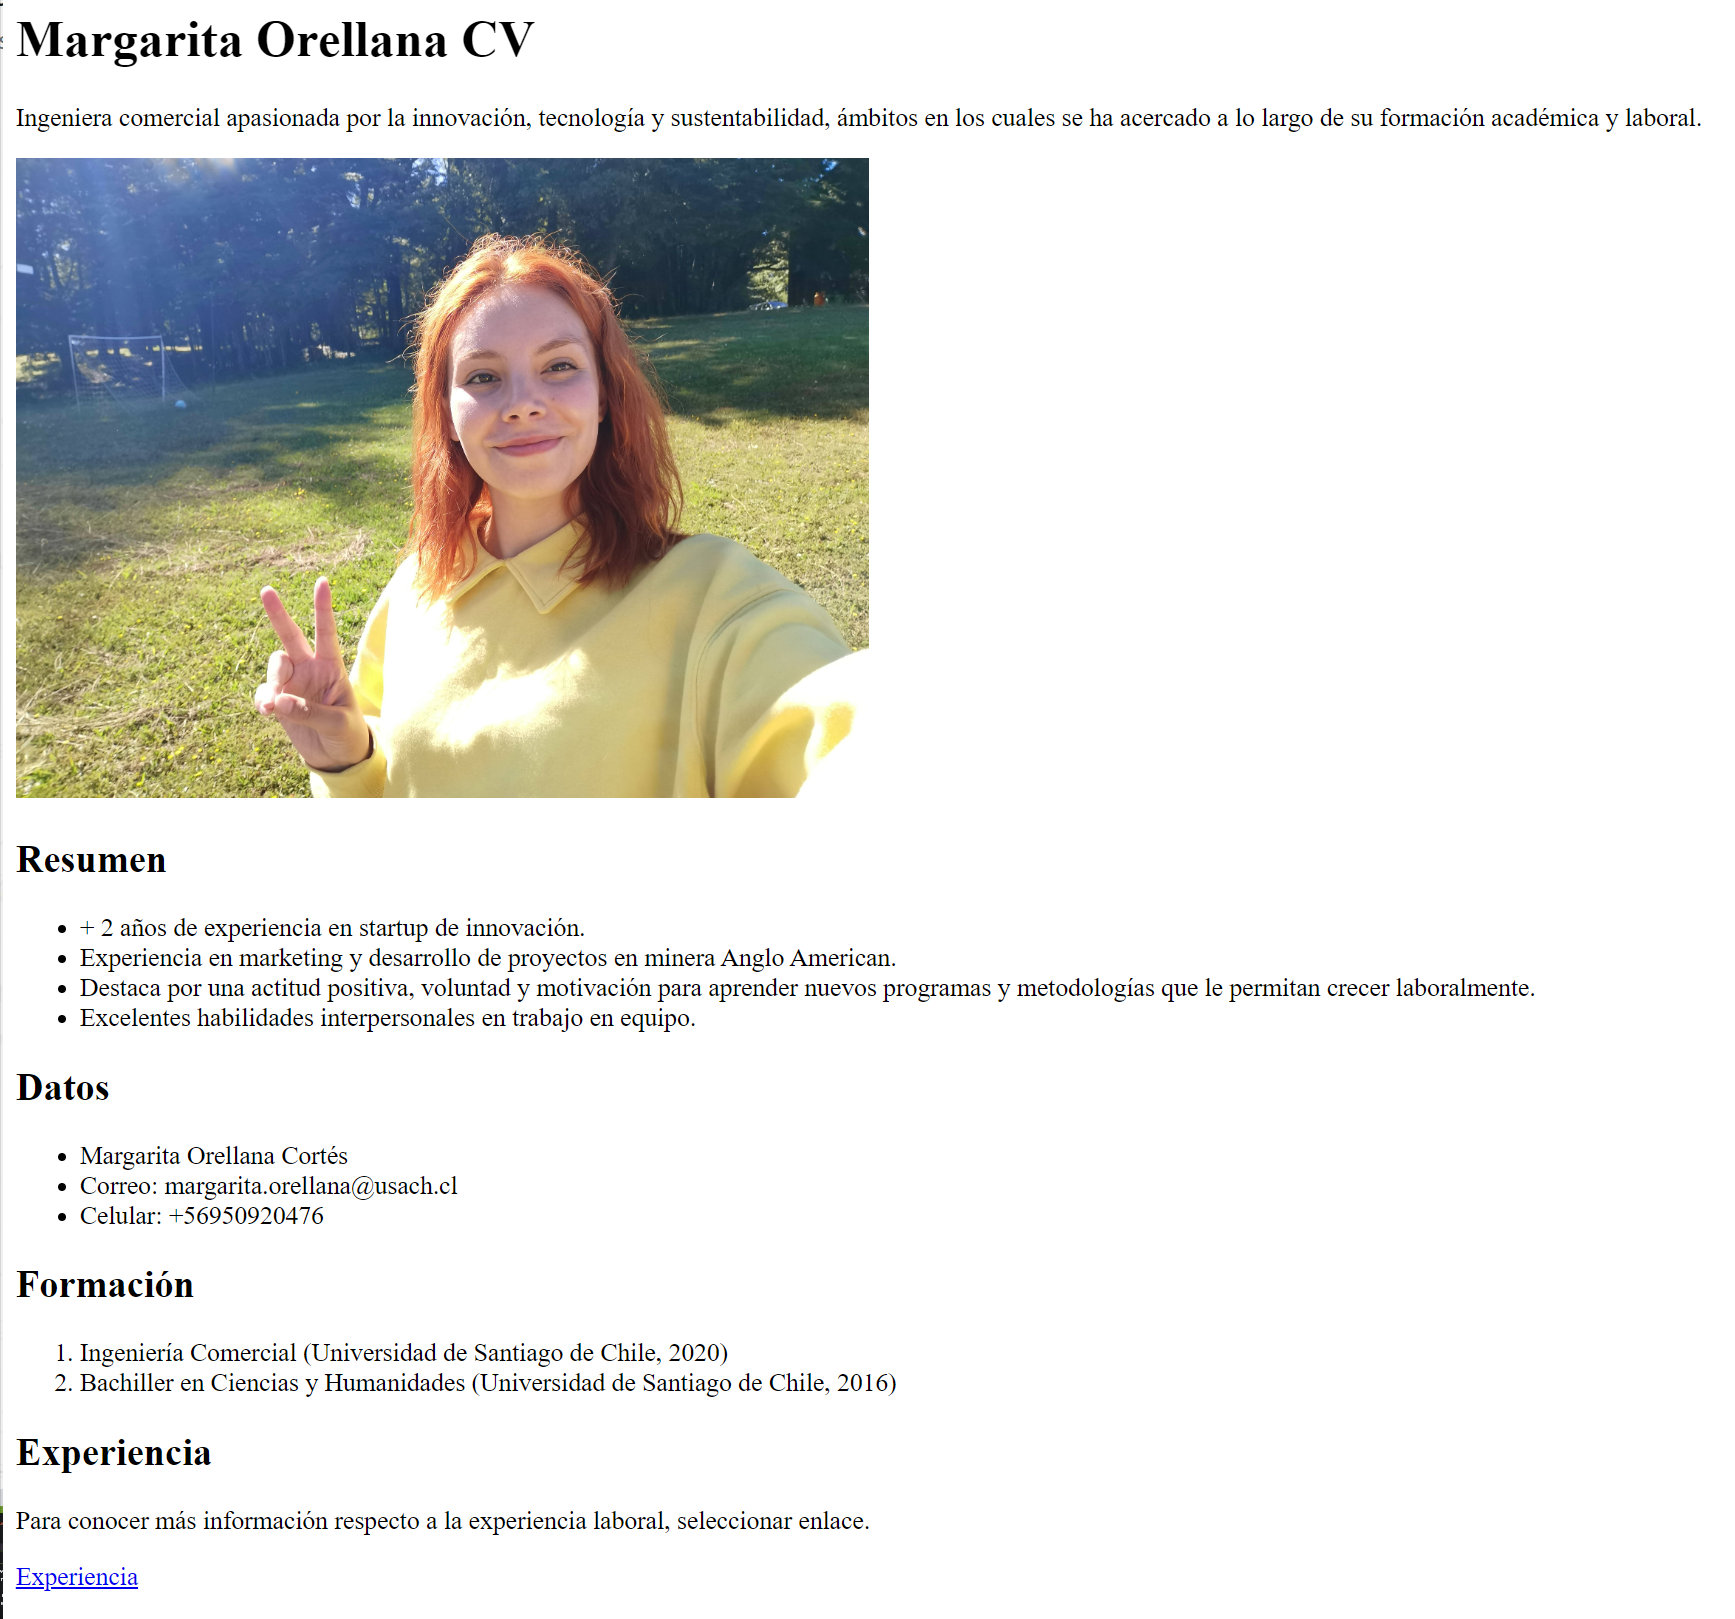 Margarita Orellana CV
Ingeniera comercial apasionada por la innovación, tecnología y sustentabilidad, ámbitos en los cuales se ha acercado a lo largo de su formación académica y laboral.
Resumen
+ 2 años de experiencia en startup de innovación.
Experiencia en marketing y desarrollo de proyectos en minera Anglo American.
Destaca por una actitud positiva, voluntad y motivación para aprender nuevos programas y metodologías que le permitan crecer laboralmente.
Excelentes habilidades interpersonales en trabajo en equipo.
Datos
Margarita Orellana Cortés
Correo: margarita.orellana@usach.cl
Celular: +56950920476
Formación
1. Ingeniería Comercial (Universidad de Santiago de Chile, 2020)
2. Bachiller en Ciencias y Humanidades (Universidad de Santiago de Chile, 2016)
Experiencia
Para conocer más información respecto a la experiencia laboral, seleccionar enlace.
Experiencia